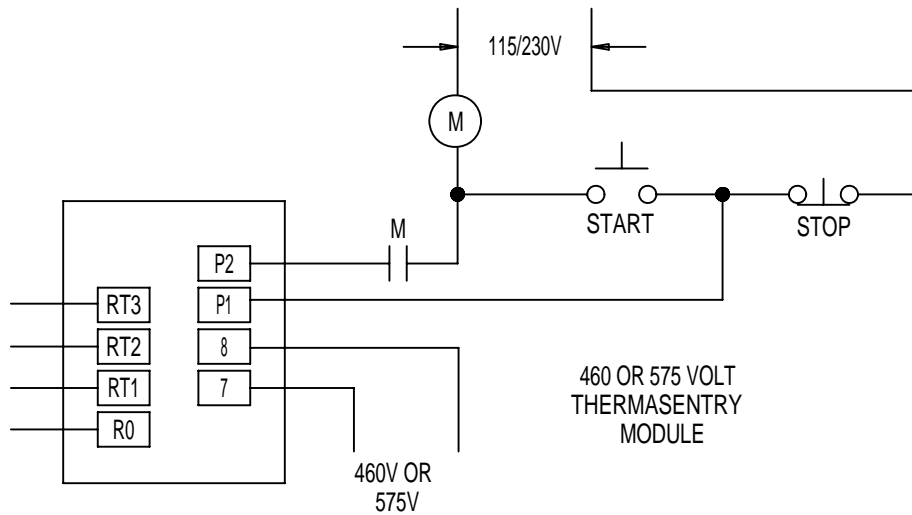 115/230V
M
START
STOP
M
P2
RT3
P1
RT2
8
RT1
7
R0
460 OR 575 VOLT
THERMASENTRY
MODULE
460V OR
575V